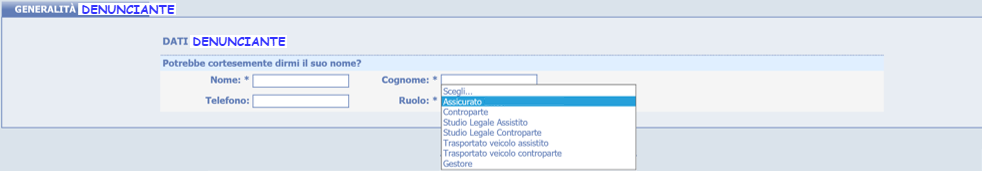 GENERALITÀ DENUNCIANTE
DATI DENUNCIANTE
Potrebbe cortesemente dirmi il suo nome?
Nome: * Cognome: *
Telefono: Ruolo: *
Scegli...
Assicurato
Controparte
Studio Legale Assistito
Studio Legale Controparte
Trasportato veicolo assistito
Trasportato veicolo controparte
Gestore